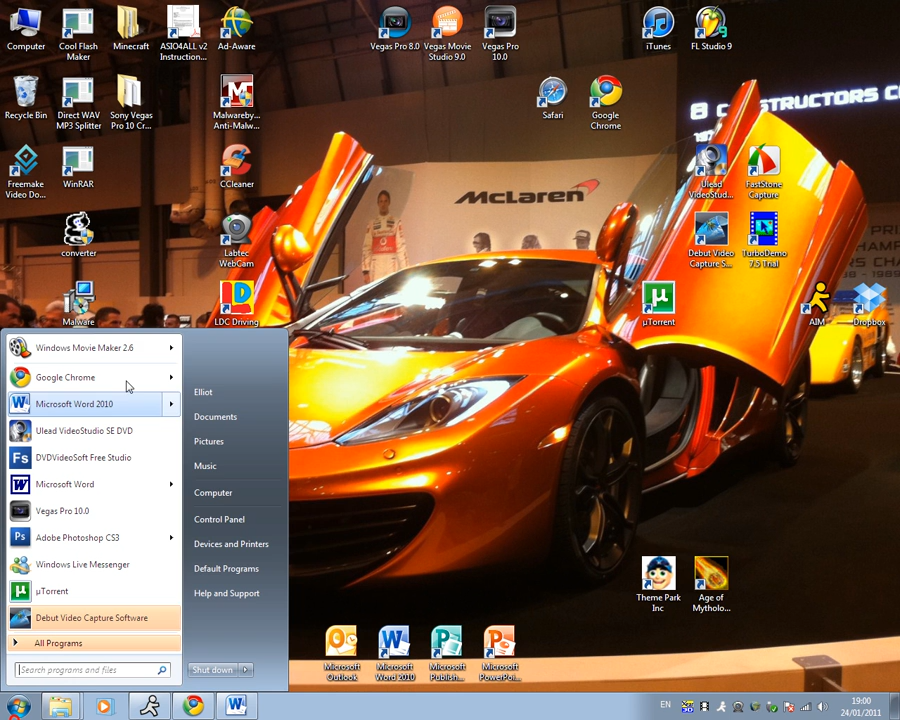 Computer
Cool Flash
Maker
Minecraft
ASIO4ALL v2
Instruction...
Ad-Aware
Vegas Pro 8.0
Vegas Movie
Studio 9.0
Vegas Pro
10.0
iTunes
FL Studio 9
Recycle Bin
Direct WAV
MP3 Splitter
Sony Vegas
Pro 10 Cr...
Malwareby...
Anti-Malw...
Safari
Google
Chrome
8 CONSTRUCTORS CO
Freemake
Video Do...
WinRAR
CCleaner
McLaren
Ulead
VideoStud...
FastStone
Capture
converter
Labtec
WebCam
Debut Video
Capture S...
TurboDemo
7.5 Trial
Malware
LDC Driving
µTorrent
AIM
Dropbox
Windows Movie Maker 2.6
Google Chrome
Microsoft Word 2010
Ulead VideoStudio SE DVD
DVDVideoSoft Free Studio
Microsoft Word
Vegas Pro 10.0
Adobe Photoshop CS3
Windows Live Messenger
µTorrent
Debut Video Capture Software
All Programs
Search programs and files
Elliot
Documents
Pictures
Music
Computer
Control Panel
Devices and Printers
Default Programs
Help and Support
Shut down
Theme Park
Inc
Age of
Mytholo...
Microsoft
Outlook
Microsoft
Word 2010
Microsoft
Publish...
Microsoft
PowerPoi...
EN
19:00
24/01/2011